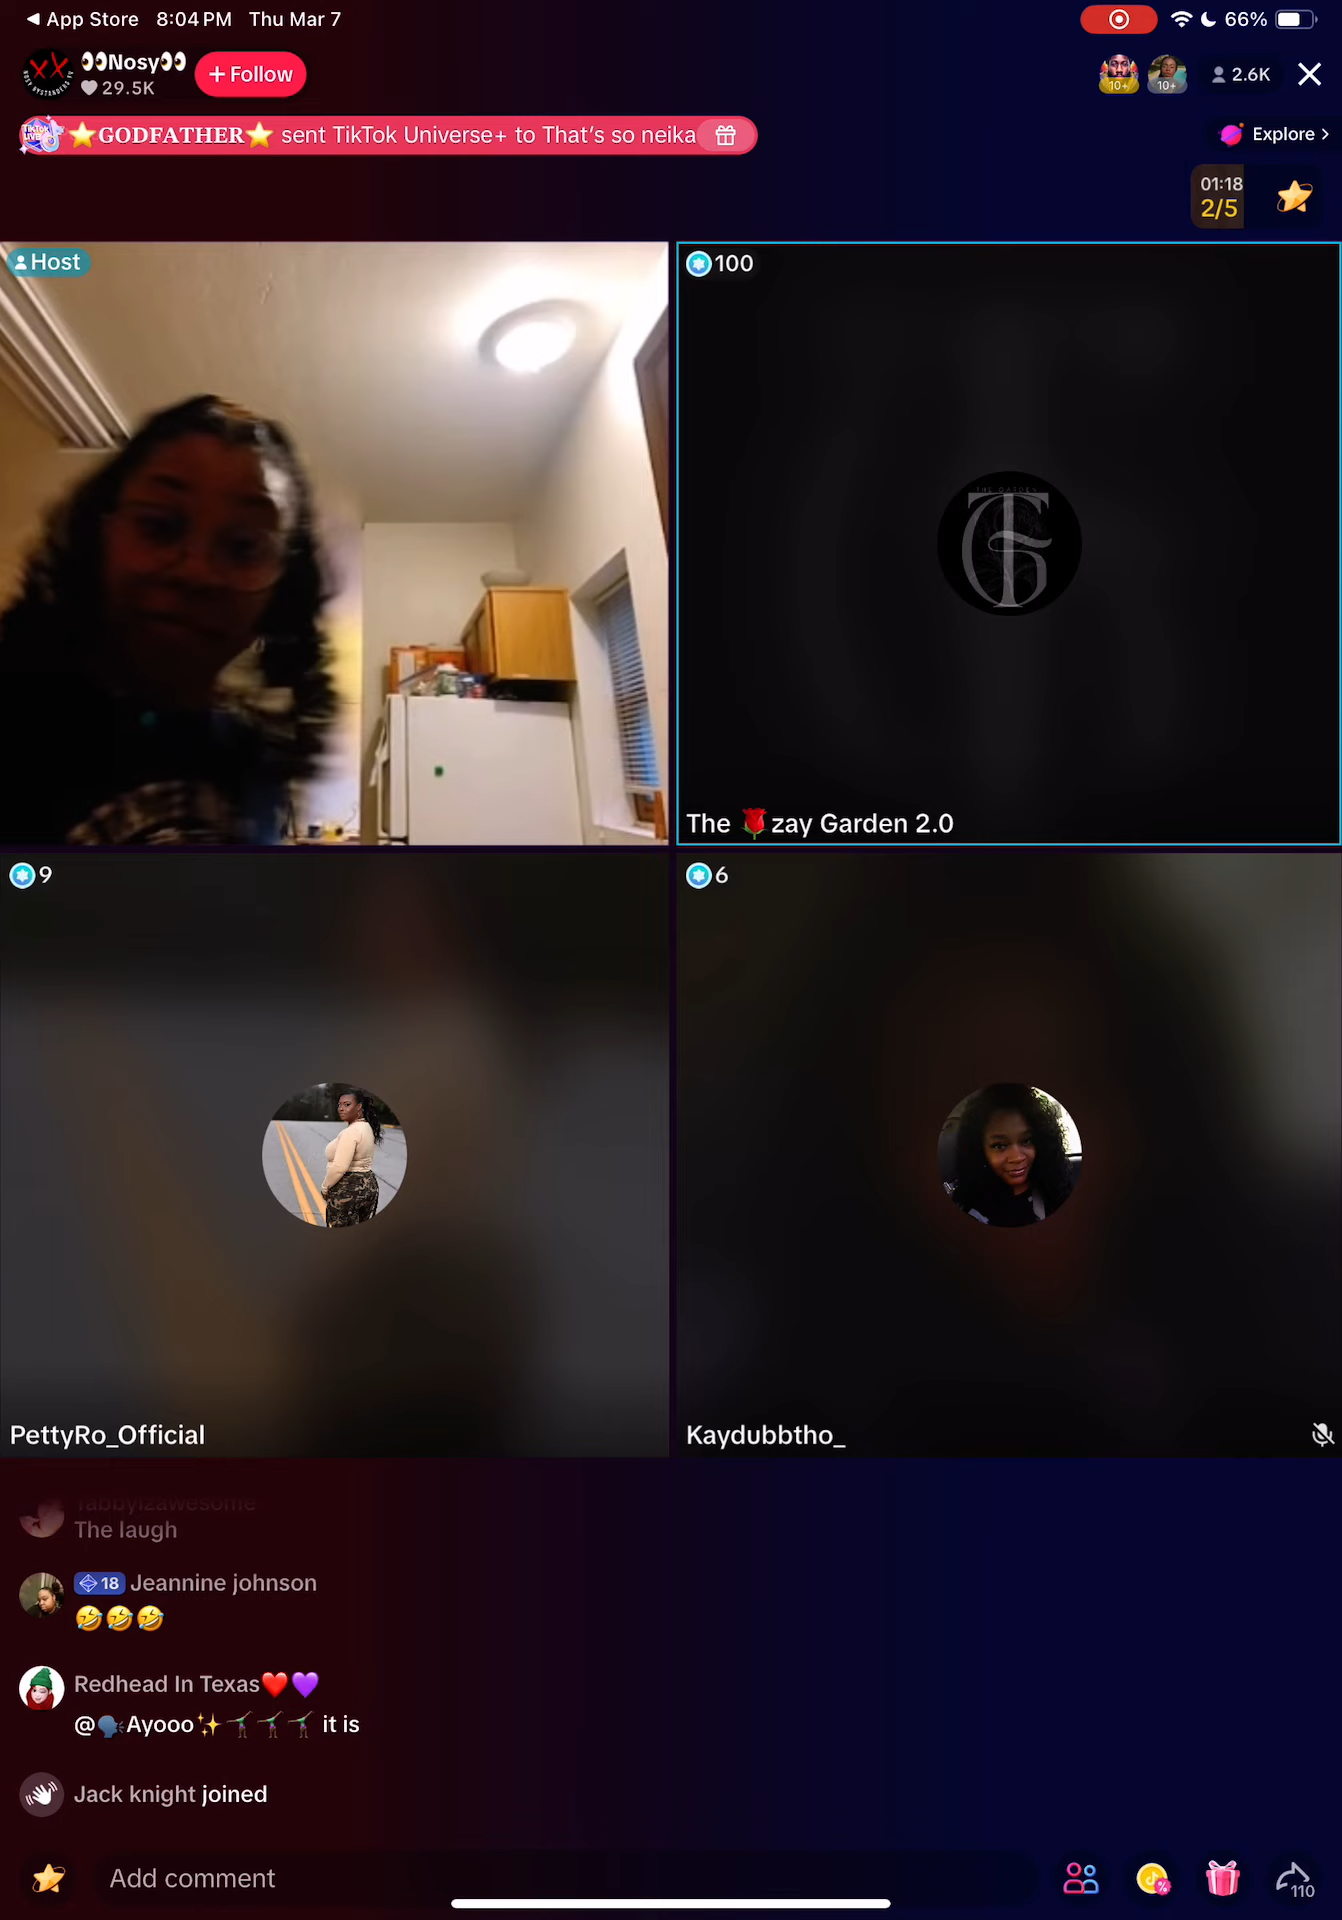 ◀ App Store 8:04 PM Thu Mar 7 66%
👀Nosy👀
29.5K
+ Follow
10+ 10+
2.6K
⭐GODFATHER⭐ sent TikTok Universe+ to That's so neika
Explore >
01:18
2/5
Host
100
THE GARDEN
The 🌹zay Garden 2.0
9
6
PettyRo_Official
Kaydubbtho_
Tabbyizawesome
The laugh
18 Jeannine johnson
🤣🤣🤣
Redhead In Texas❤️💜
@🗣️Ayooo✨ it is
Jack knight joined
Add comment
110